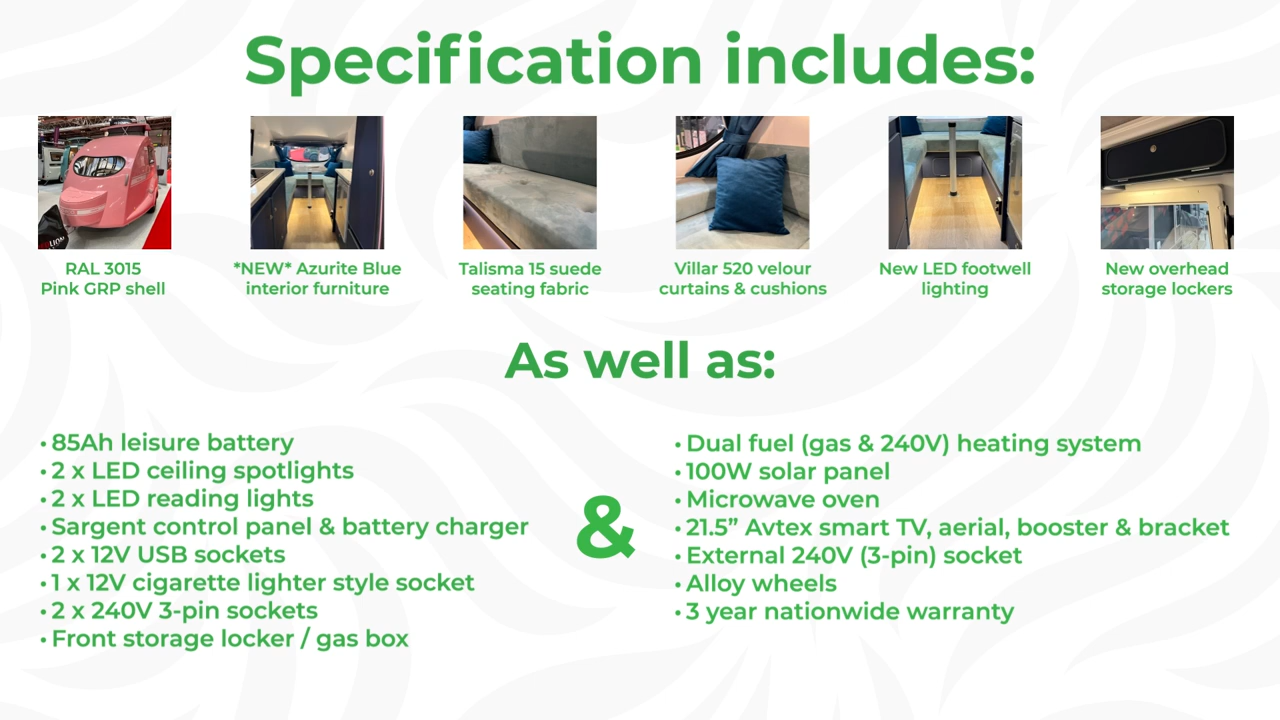 Specification includes:
RAL 3015
Pink GRP shell
*NEW* Azurite Blue
interior furniture
Talisma 15 suede
seating fabric
Villar 520 velour
curtains & cushions
New LED footwell
lighting
New overhead
storage lockers
As well as:
• 85Ah leisure battery
• 2 x LED ceiling spotlights
• 2 x LED reading lights
• Sargent control panel & battery charger
• 2 x 12V USB sockets
• 1 x 12V cigarette lighter style socket
• 2 x 240V 3-pin sockets
• Front storage locker / gas box
&
• Dual fuel (gas & 240V) heating system
• 100W solar panel
• Microwave oven
• 21.5” Avtex smart TV, aerial, booster & bracket
• External 240V (3-pin) socket
• Alloy wheels
• 3 year nationwide warranty